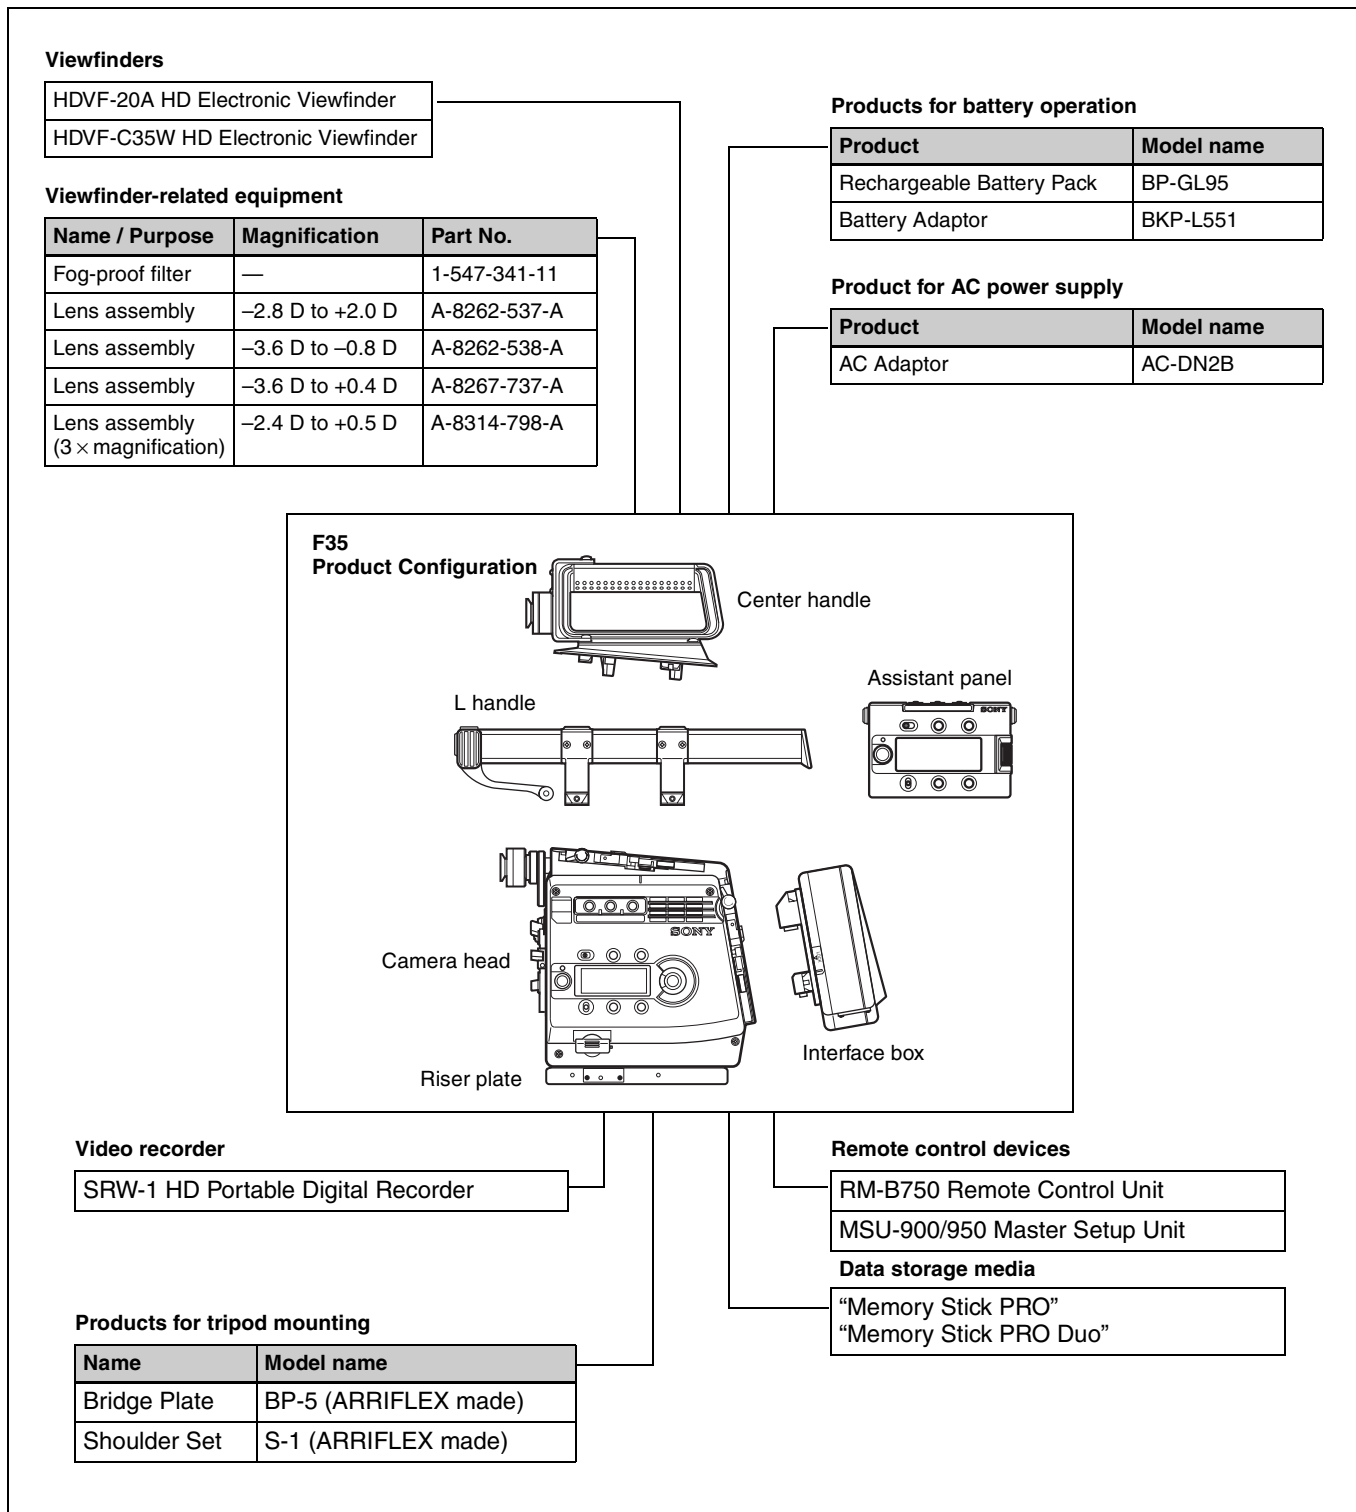 Viewfinders
HDVF-20A HD Electronic Viewfinder
HDVF-C35W HD Electronic Viewfinder
Viewfinder-related equipment
Name / Purpose Magnification Part No.
Fog-proof filter — 1-547-341-11
Lens assembly –2.8 D to +2.0 D A-8262-537-A
Lens assembly –3.6 D to –0.8 D A-8262-538-A
Lens assembly –3.6 D to +0.4 D A-8267-737-A
Lens assembly –2.4 D to +0.5 D A-8314-798-A
(3 × magnification)
Products for battery operation
Product Model name
Rechargeable Battery Pack BP-GL95
Battery Adaptor BKP-L551
Product for AC power supply
Product Model name
AC Adaptor AC-DN2B
F35
Product Configuration
Center handle
Assistant panel
SONY
L handle
SONY
Camera head
Interface box
Riser plate
Video recorder
SRW-1 HD Portable Digital Recorder
Products for tripod mounting
Name Model name
Bridge Plate BP-5 (ARRIFLEX made)
Shoulder Set S-1 (ARRIFLEX made)
Remote control devices
RM-B750 Remote Control Unit
MSU-900/950 Master Setup Unit
Data storage media
“Memory Stick PRO”
“Memory Stick PRO Duo”